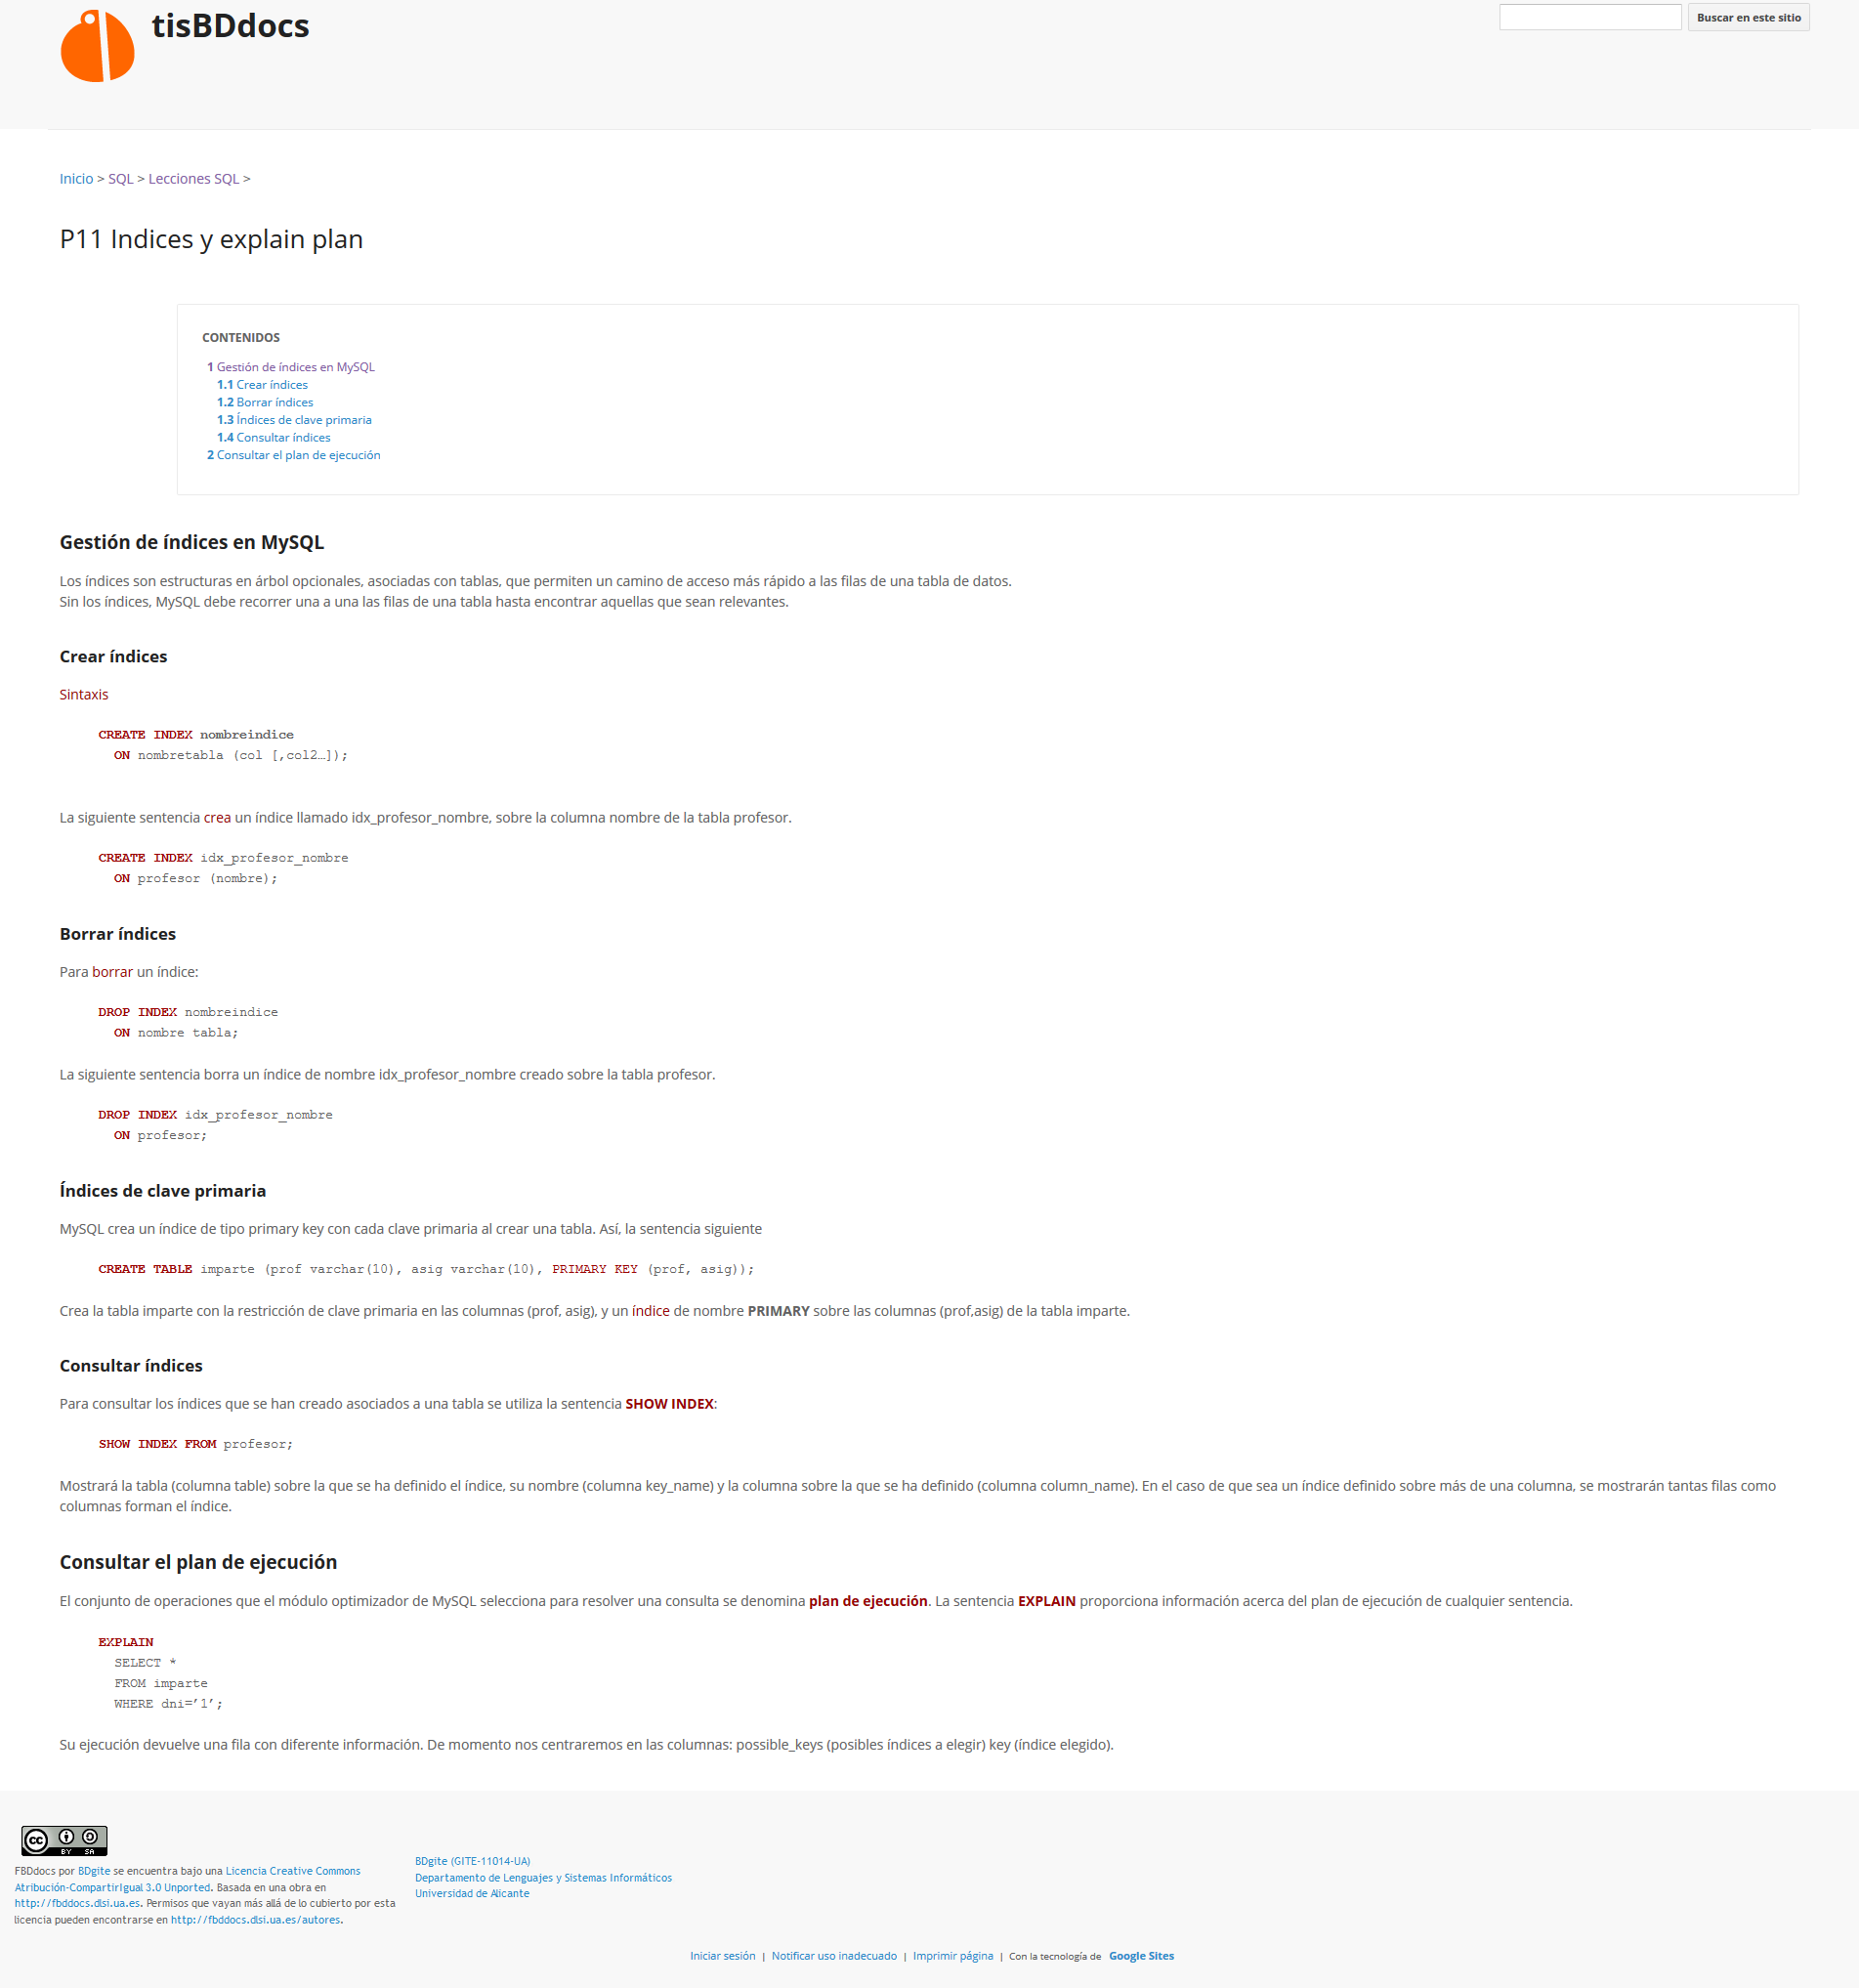 tisBDdocs
Buscar en este sitio
Inicio > SQL > Lecciones SQL >
P11 Indices y explain plan
CONTENIDOS
1 Gestión de índices en MySQL
1.1 Crear índices
1.2 Borrar índices
1.3 Índices de clave primaria
1.4 Consultar índices
2 Consultar el plan de ejecución
Gestión de índices en MySQL
Los índices son estructuras en árbol opcionales, asociadas con tablas, que permiten un camino de acceso más rápido a las filas de una tabla de datos.
Sin los índices, MySQL debe recorrer una a una las filas de una tabla hasta encontrar aquellas que sean relevantes.
Crear índices
Sintaxis
CREATE INDEX nombreindice
ON nombretabla (col [,col2…]);
La siguiente sentencia crea un índice llamado idx_profesor_nombre, sobre la columna nombre de la tabla profesor.
CREATE INDEX idx_profesor_nombre
ON profesor (nombre);
Borrar índices
Para borrar un índice:
DROP INDEX nombreindice
ON nombre tabla;
La siguiente sentencia borra un índice de nombre idx_profesor_nombre creado sobre la tabla profesor.
DROP INDEX idx_profesor_nombre
ON profesor;
Índices de clave primaria
MySQL crea un índice de tipo primary key con cada clave primaria al crear una tabla. Así, la sentencia siguiente
CREATE TABLE imparte (prof varchar(10), asig varchar(10), PRIMARY KEY (prof, asig));
Crea la tabla imparte con la restricción de clave primaria en las columnas (prof, asig), y un índice de nombre PRIMARY sobre las columnas (prof,asig) de la tabla imparte.
Consultar índices
Para consultar los índices que se han creado asociados a una tabla se utiliza la sentencia SHOW INDEX:
SHOW INDEX FROM profesor;
Mostrará la tabla (columna table) sobre la que se ha definido el índice, su nombre (columna key_name) y la columna sobre la que se ha definido (columna column_name). En el caso de que sea un índice definido sobre más de una columna, se mostrarán tantas filas como
columnas forman el índice.
Consultar el plan de ejecución
El conjunto de operaciones que el módulo optimizador de MySQL selecciona para resolver una consulta se denomina plan de ejecución. La sentencia EXPLAIN proporciona información acerca del plan de ejecución de cualquier sentencia.
EXPLAIN
SELECT *
FROM imparte
WHERE dni=’1’;
Su ejecución devuelve una fila con diferente información. De momento nos centraremos en las columnas: possible_keys (posibles índices a elegir) key (índice elegido).
cc BY SA
FBDdocs por BDgite se encuentra bajo una Licencia Creative Commons
Atribución-CompartirIgual 3.0 Unported. Basada en una obra en
http://fbddocs.dlsi.ua.es. Permisos que vayan más allá de lo cubierto por esta
licencia pueden encontrarse en http://fbddocs.dlsi.ua.es/autores.
BDgite (GITE-11014-UA)
Departamento de Lenguajes y Sistemas Informáticos
Universidad de Alicante
Iniciar sesión | Notificar uso inadecuado | Imprimir página | Con la tecnología de Google Sites